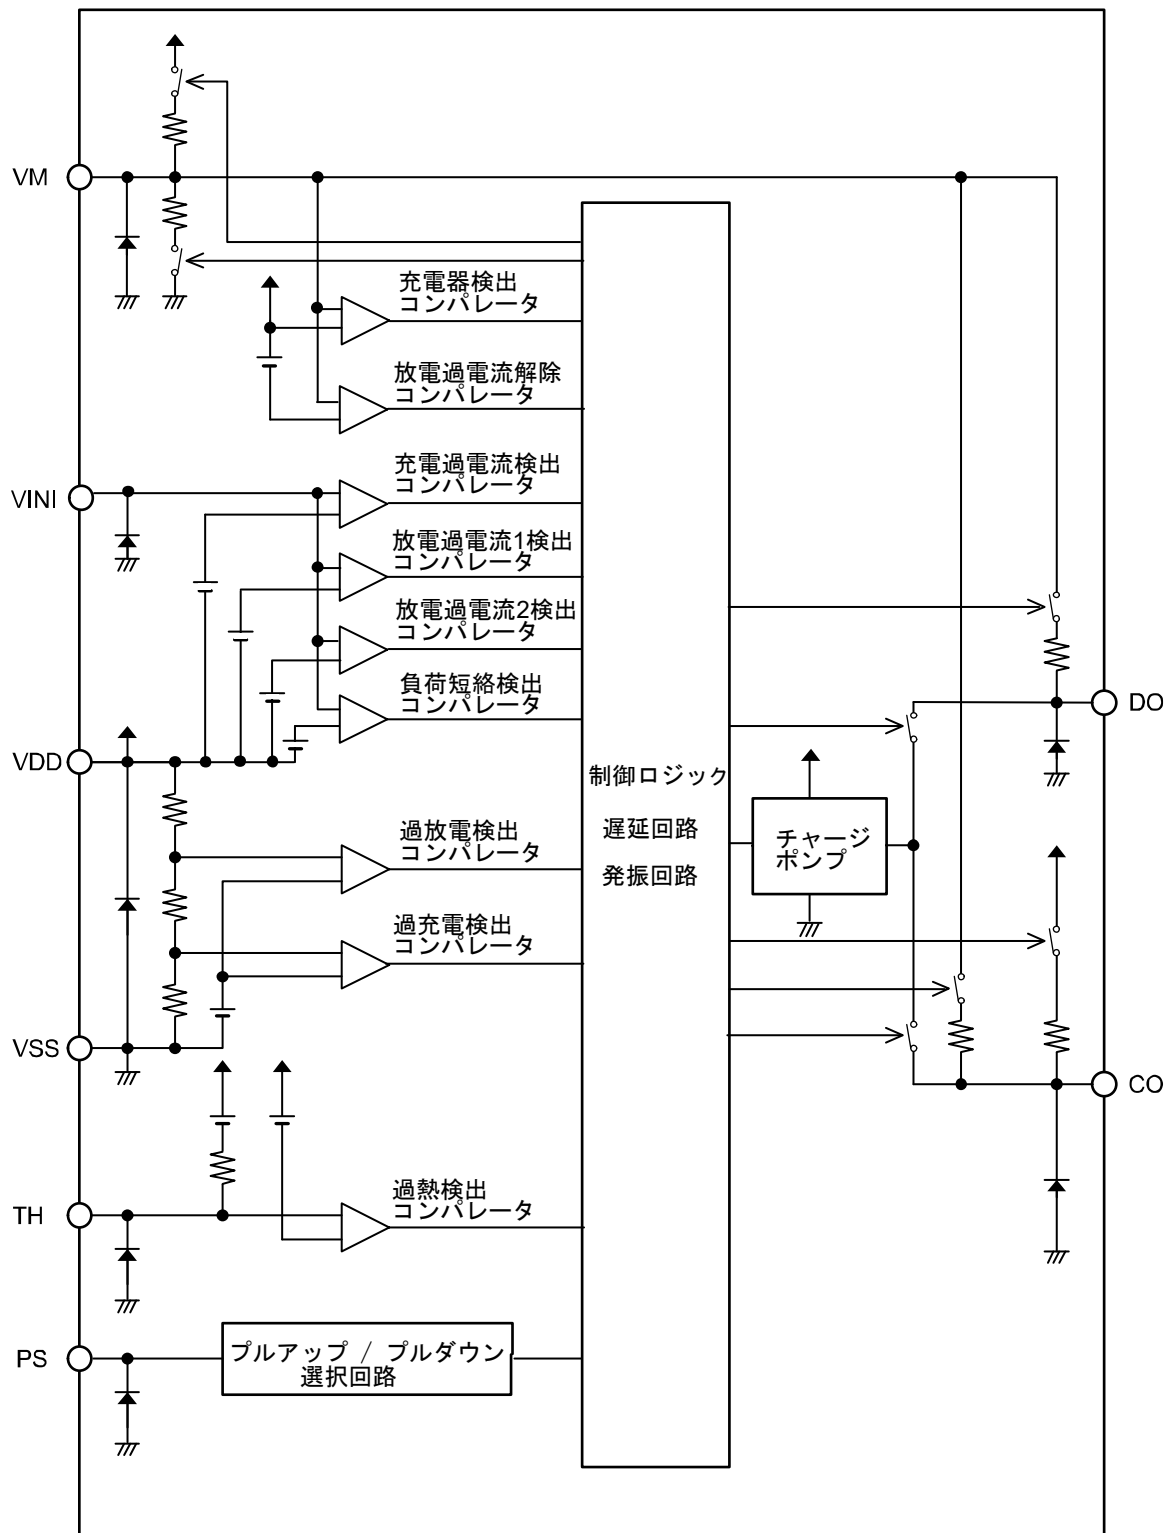 VM
充電器検出
コンパレータ
放電過電流解除
コンパレータ
VINI
充電過電流検出
コンパレータ
放電過電流1検出
コンパレータ
放電過電流2検出
コンパレータ
負荷短絡検出
コンパレータ
VDD
DO
制御ロジック
遅延回路
発振回路
チャージ
ポンプ
過放電検出
コンパレータ
過充電検出
コンパレータ
VSS
CO
TH
過熱検出
コンパレータ
PS
プルアップ / プルダウン
選択回路